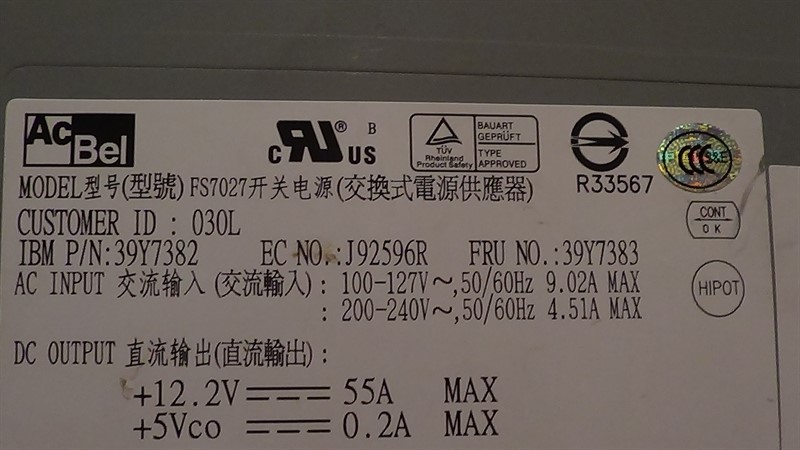 AcBel
c RU ® US B
TÜV Rheinland Product Safety
BAUART GEPRÜFT
TYPE APPROVED
R33567
CCC S&E
MODEL型号(型號) FS7027开关电源(交換式電源供應器)
CUSTOMER ID : 030L
CONT OK
IBM P/N:39Y7382 EC NO.:J92596R FRU NO.:39Y7383
AC INPUT 交流输入 (交流輸入) : 100-127V～,50/60Hz 9.02A MAX
: 200-240V～,50/60Hz 4.51A MAX
HIPOT
DC OUTPUT 直流输出(直流輸出) :
+12.2V 55A MAX
+5Vco 0.2A MAX